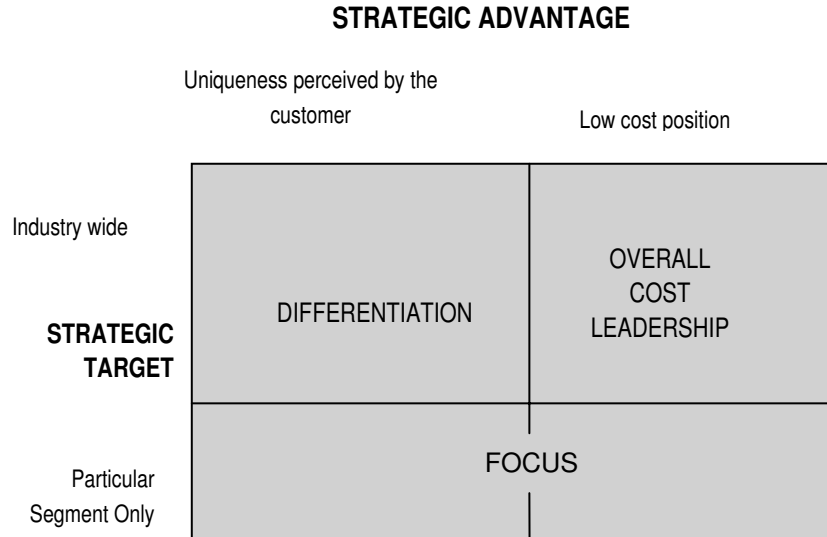 STRATEGIC ADVANTAGE
Uniqueness perceived by the
customer
Low cost position
Industry wide
OVERALL
COST
LEADERSHIP
DIFFERENTIATION
STRATEGIC
TARGET
FOCUS
Particular
Segment Only